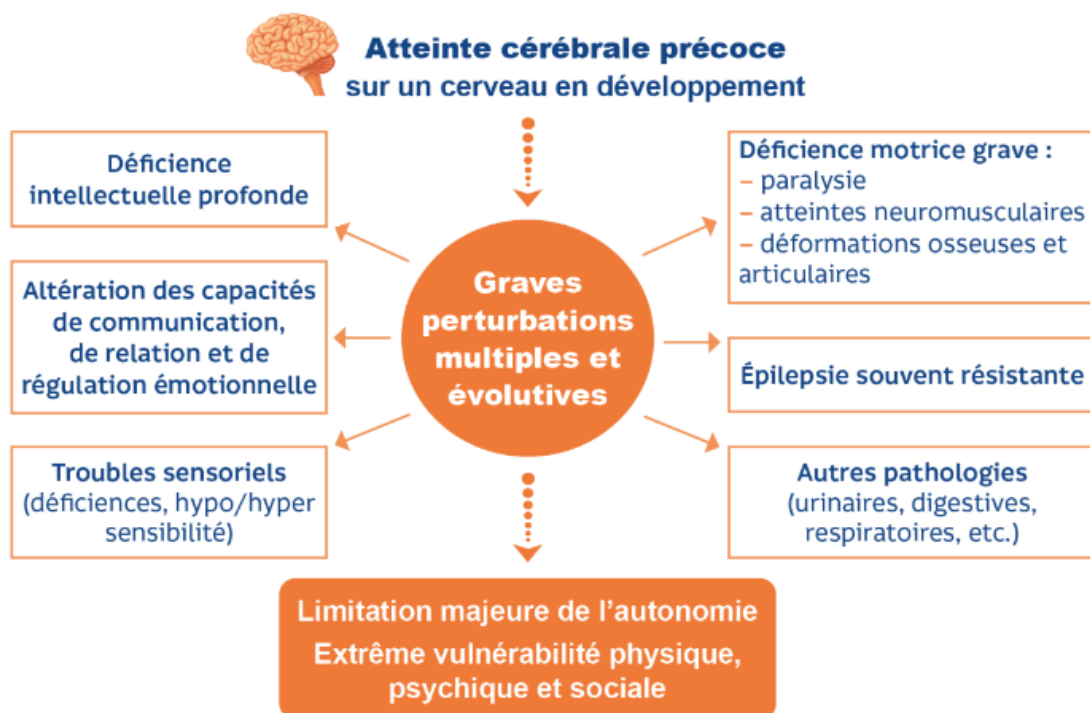 Atteinte cérébrale précoce
sur un cerveau en développement
Déficience
intellectuelle profonde
Altération des capacités
de communication,
de relation et de
régulation émotionnelle
Troubles sensoriels
(déficiences, hypo/hyper
sensibilité)
Graves
perturbations
multiples et
évolutives
Déficience motrice grave :
– paralysie
– atteintes neuromusculaires
– déformations osseuses et
articulaires
Épilepsie souvent résistante
Autres pathologies
(urinaires, digestives,
respiratoires, etc.)
Limitation majeure de l’autonomie
Extrême vulnérabilité physique,
psychique et sociale